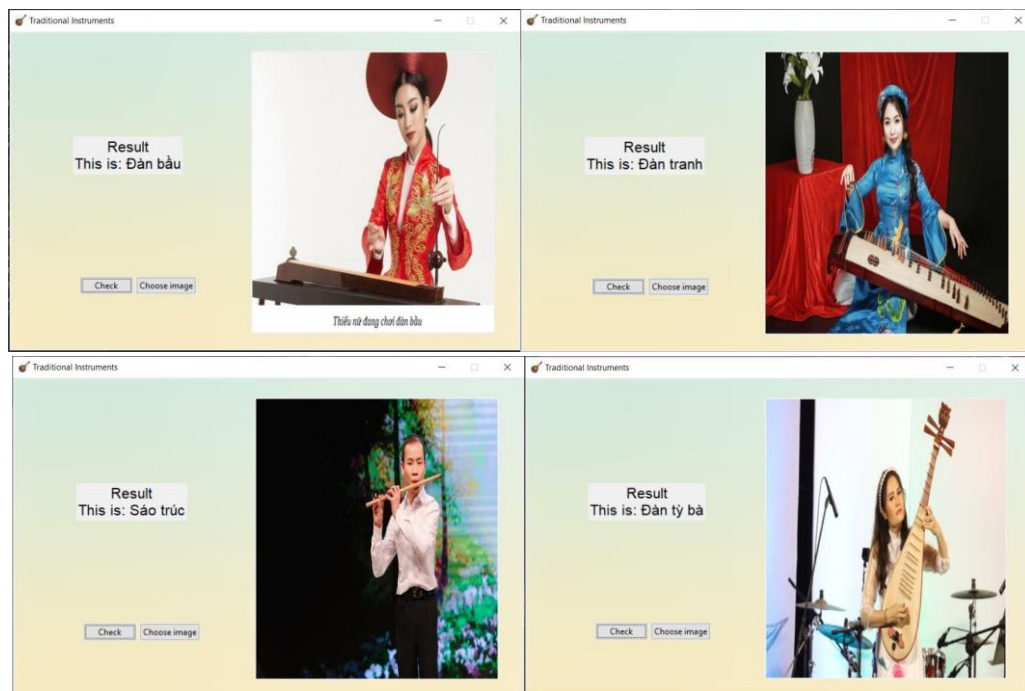 Traditional Instruments
Result
This is: Đàn bầu
Check
Choose image
Thiếu nữ đang chơi đàn bầu
Traditional Instruments
Result
This is: Đàn tranh
Check
Choose image
Traditional Instruments
Result
This is: Sáo trúc
Check
Choose image
Traditional Instruments
Result
This is: Đàn tỳ bà
Check
Choose image